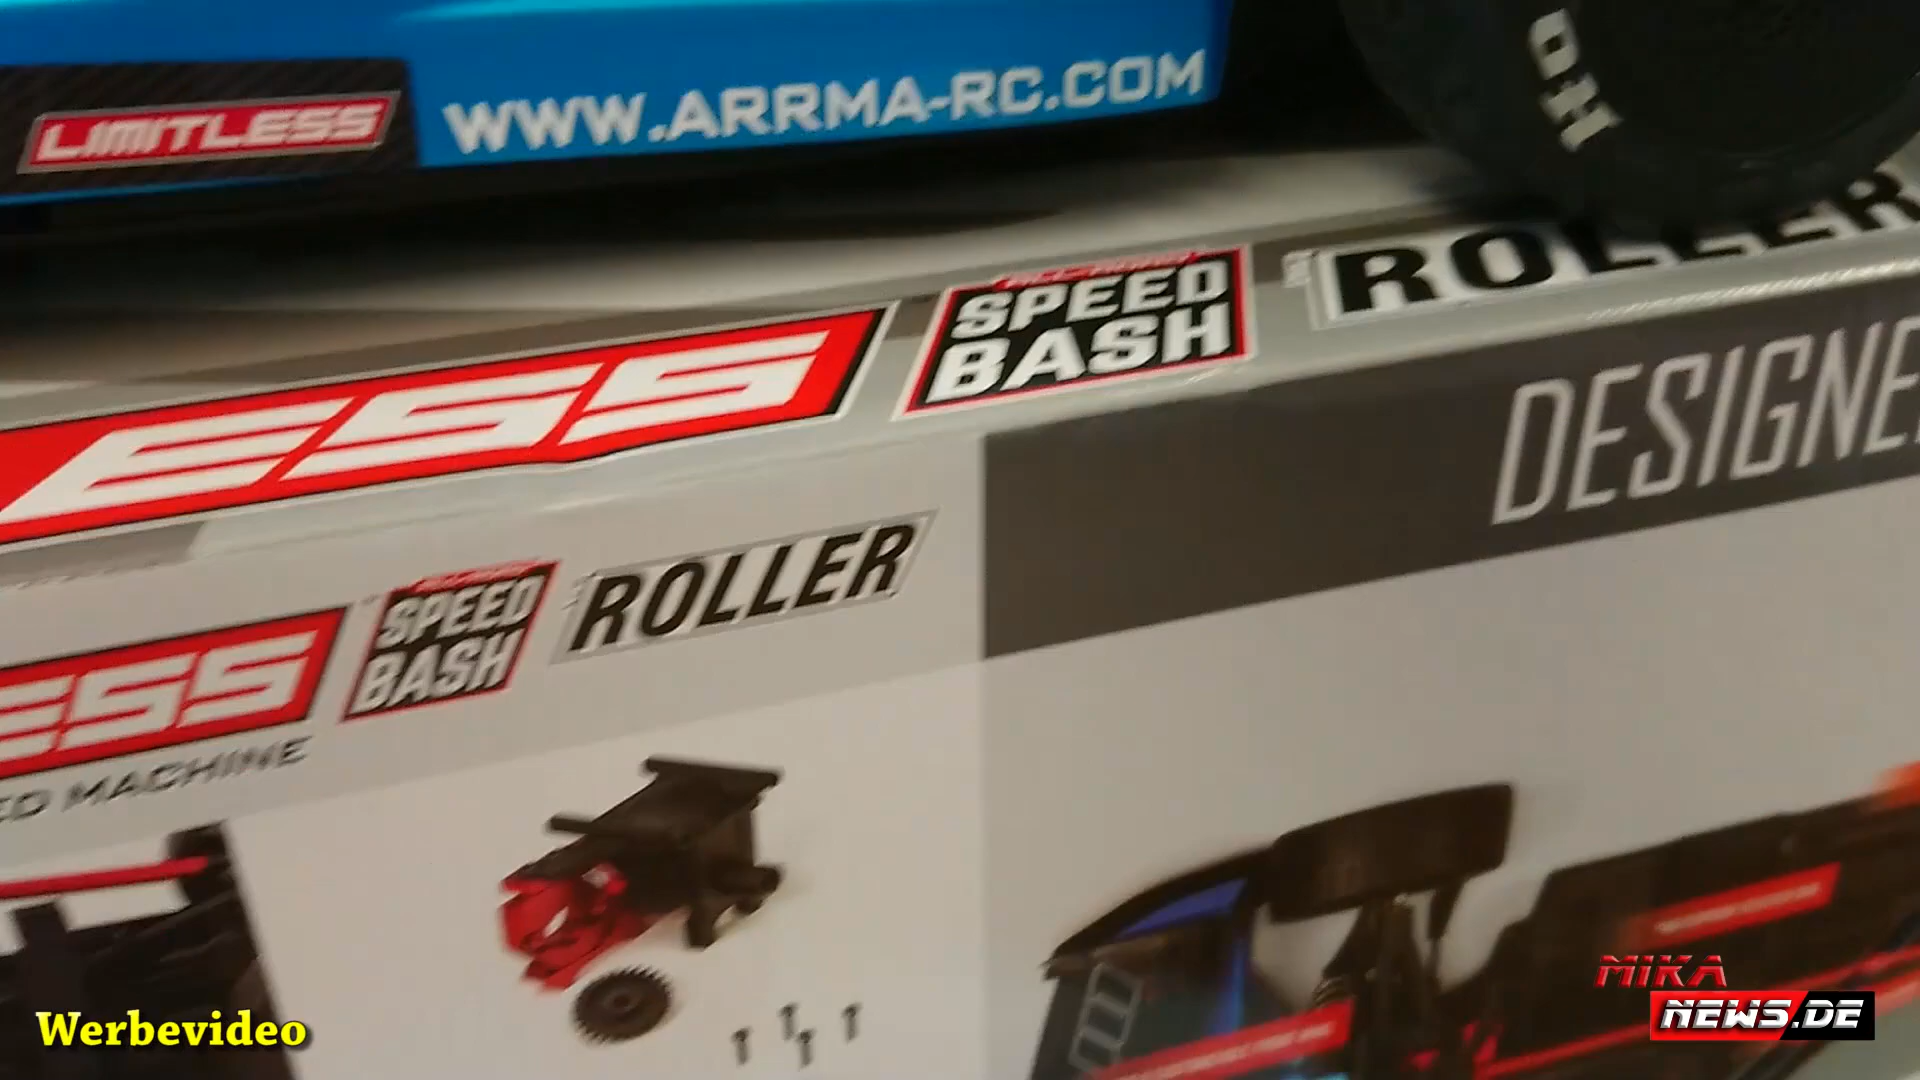 LIMITLESS
WWW.ARRMA-RC.COM
HO
ESS
SPEED
BASH
ROLLER
DESIGNE
ESS
SPEED
BASH
ROLLER
ED MACHINE
Werbevideo
MIKA
NEWS.DE